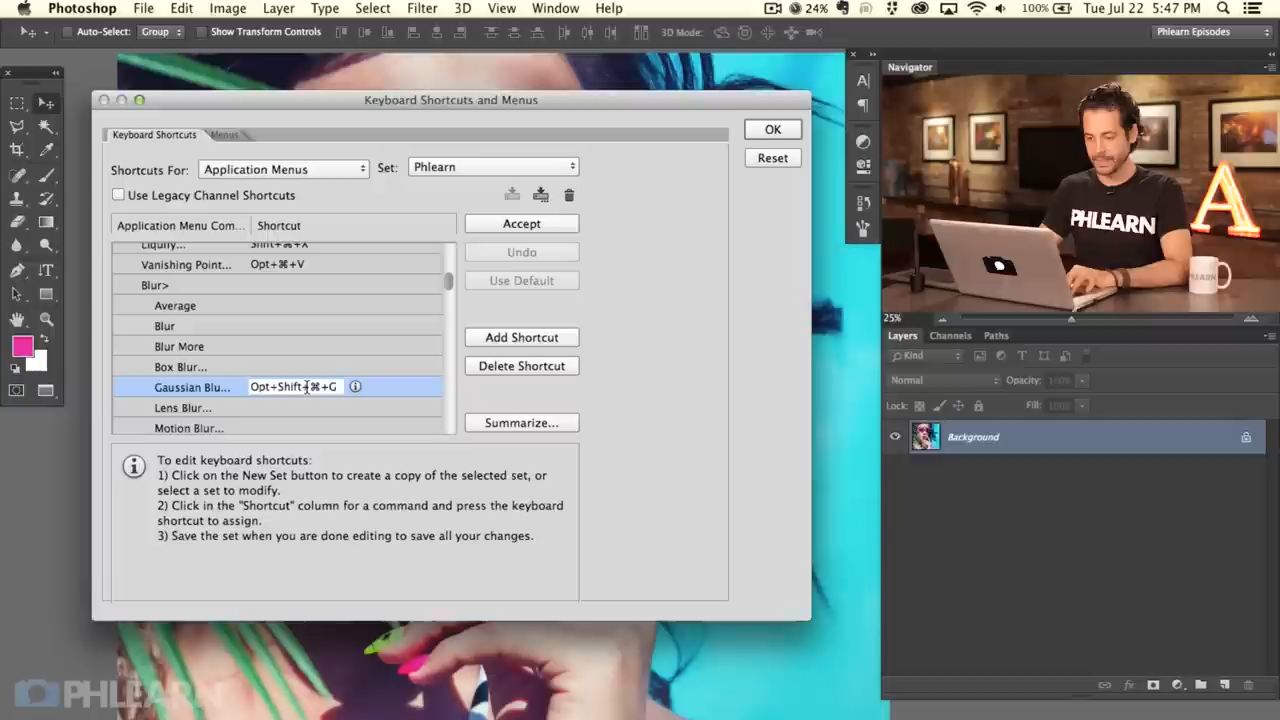 Photoshop File Edit Image Layer Type Select Filter 3D View Window Help 24% 100% Tue Jul 22 5:47 PM
Auto-Select: Group Show Transform Controls 3D Mode: Phlearn Episodes
Navigator
Keyboard Shortcuts and Menus
Keyboard Shortcuts Menus
OK
Shortcuts For: Application Menus Set: Phlearn
Reset
Use Legacy Channel Shortcuts
Application Menu Com... Shortcut
Accept
Liquify... Shift+⌘+X
Undo
Vanishing Point... Opt+⌘+V
Use Default
Blur>
Average
Blur
Add Shortcut
Blur More
Box Blur...
Delete Shortcut
Gaussian Blu... Opt+Shift+⌘+G
Lens Blur...
Motion Blur...
Summarize...
To edit keyboard shortcuts:
1) Click on the New Set button to create a copy of the selected set, or
select a set to modify.
2) Click in the "Shortcut" column for a command and press the keyboard
shortcut to assign.
3) Save the set when you are done editing to save all your changes.
PHLEARN
A
PHLEARN
25%
Layers Channels Paths
Kind
Normal Opacity: 100%
Lock: Fill: 100%
Background
PHLEARN